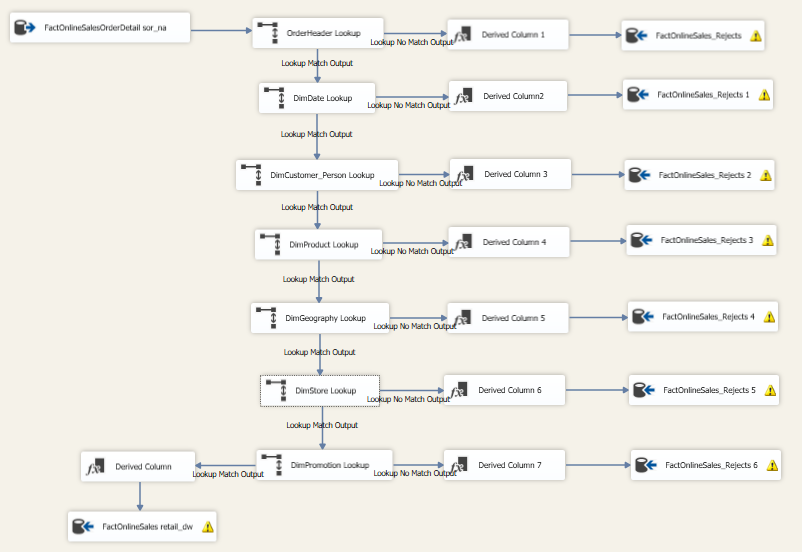 FactOnlineSalesOrderDetail sor_na
OrderHeader Lookup
Lookup No Match Output
Derived Column 1
FactOnlineSales_Rejects
Lookup Match Output
DimDate Lookup
Lookup No Match Output
Derived Column2
FactOnlineSales_Rejects 1
Lookup Match Output
DimCustomer_Person Lookup
Lookup No Match Output
Derived Column 3
FactOnlineSales_Rejects 2
Lookup Match Output
DimProduct Lookup
Lookup No Match Output
Derived Column 4
FactOnlineSales_Rejects 3
Lookup Match Output
DimGeography Lookup
Lookup No Match Output
Derived Column 5
FactOnlineSales_Rejects 4
Lookup Match Output
DimStore Lookup
Lookup No Match Output
Derived Column 6
FactOnlineSales_Rejects 5
Lookup Match Output
Derived Column
Lookup Match Output
DimPromotion Lookup
Lookup No Match Output
Derived Column 7
FactOnlineSales_Rejects 6
FactOnlineSales retail_dw